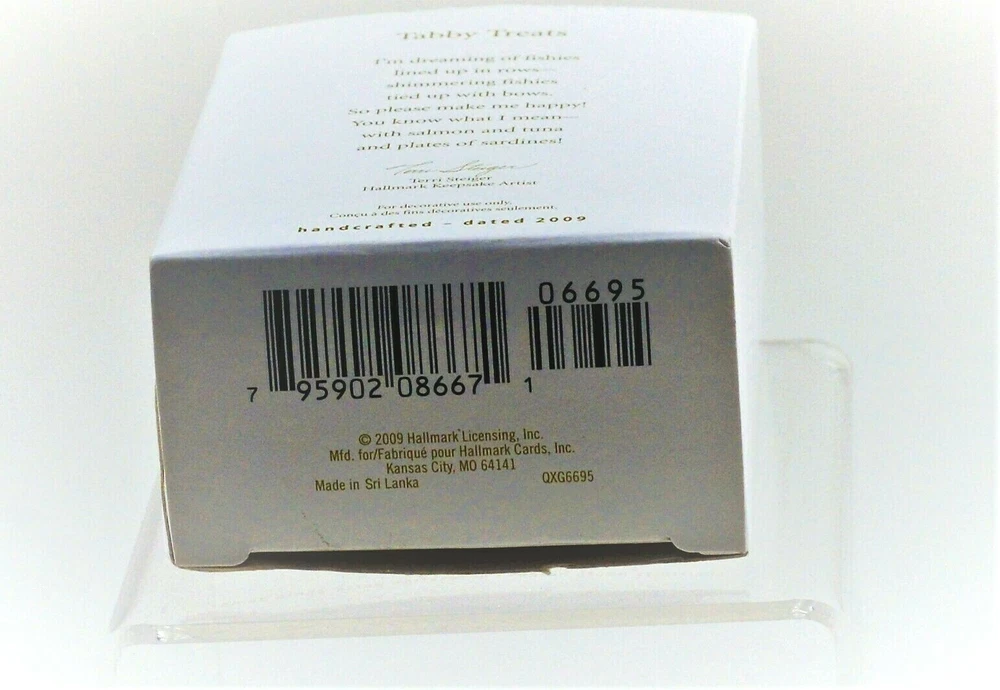 Tabby Treats
I'm dreaming of fishies
lined up in rows—
shimmering fishies
tied up with bows.
So please make me happy!
You know what I mean—
with salmon and tuna
and plates of sardines!
Terri Steiger
Terri Steiger
Hallmark Keepsake Artist
For decorative use only.
Conçu à des fins décoratives seulement.
handcrafted - dated 2009
06695
7 95902 08667 1
© 2009 Hallmark Licensing, Inc.
Mfd. for/Fabriqué pour Hallmark Cards, Inc.
Kansas City, MO 64141
Made in Sri Lanka QXG6695